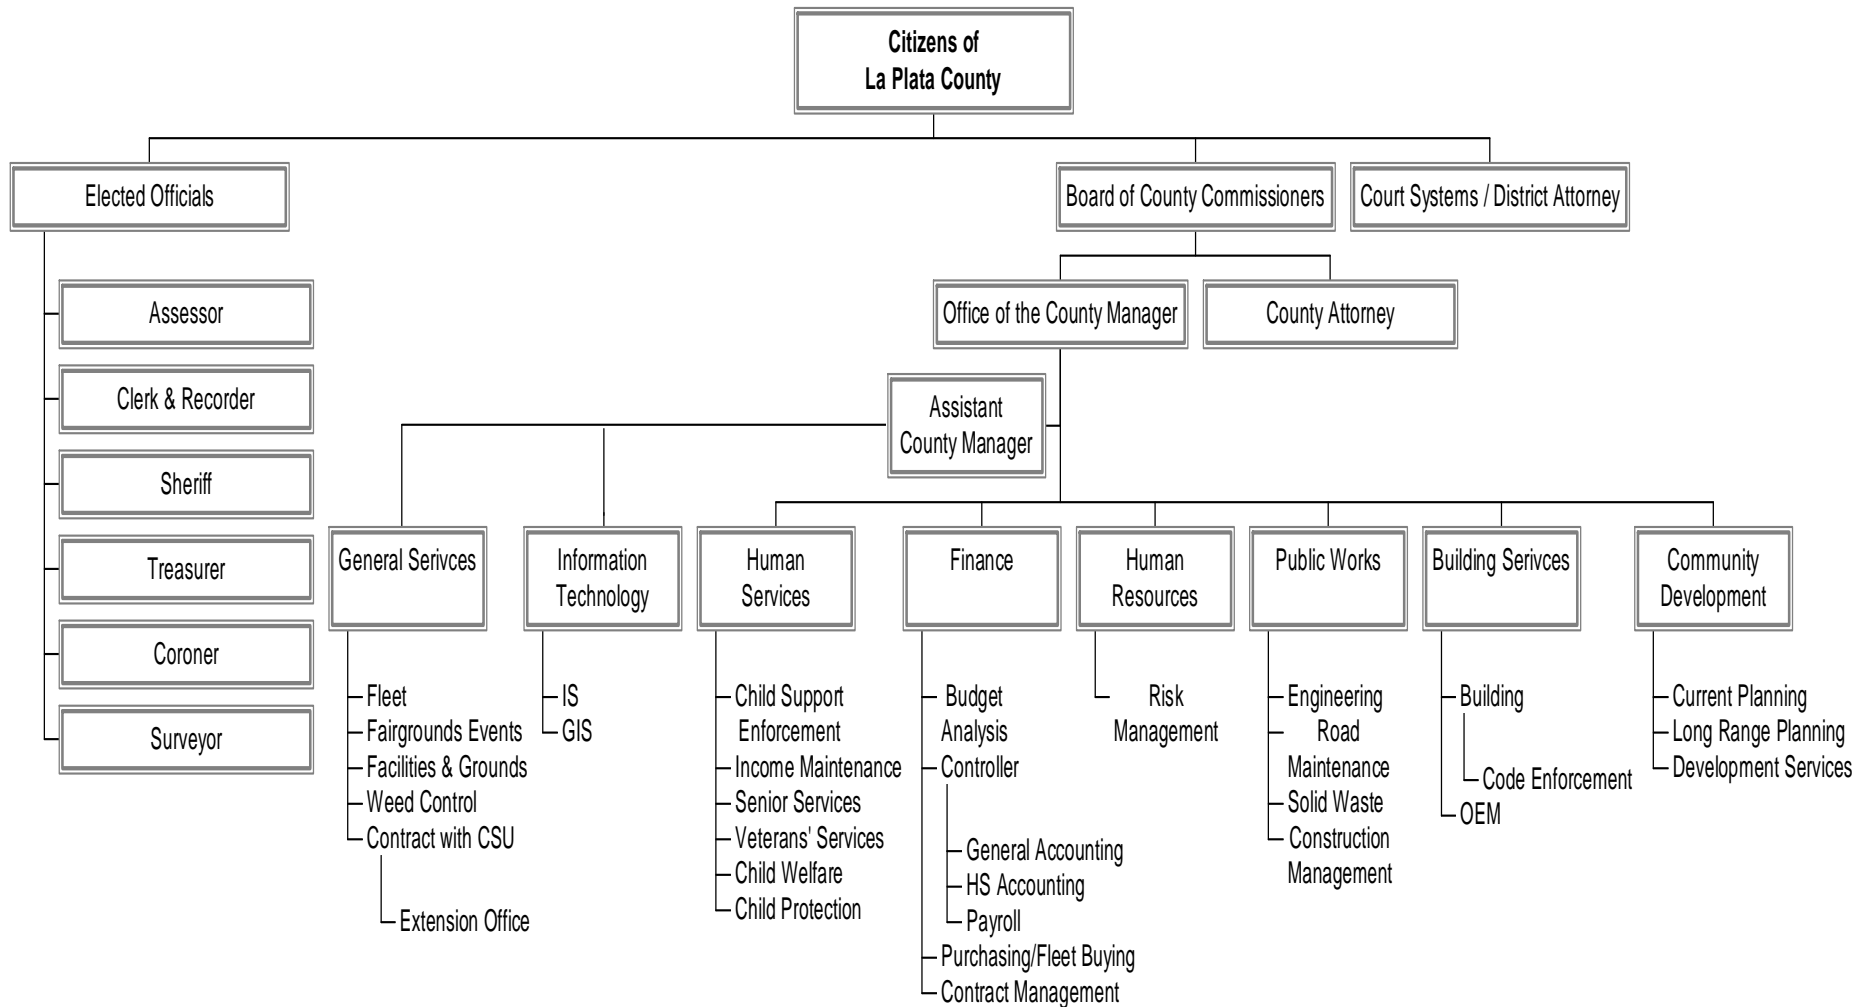 Citizens of
La Plata County
Elected Officials
Board of County Commissioners
Court Systems / District Attorney
Assessor
Clerk & Recorder
Sheriff
Treasurer
Coroner
Surveyor
Office of the County Manager
County Attorney
Assistant
County Manager
General Serivces
Fleet
Fairgrounds Events
Facilities & Grounds
Weed Control
Contract with CSU
Extension Office
Information
Technology
IS
GIS
Human
Services
Child Support
Enforcement
Income Maintenance
Senior Services
Veterans' Services
Child Welfare
Child Protection
Finance
Budget
Analysis
Controller
General Accounting
HS Accounting
Payroll
Purchasing/Fleet Buying
Contract Management
Human
Resources
Risk
Management
Public Works
Engineering
Road
Maintenance
Solid Waste
Construction
Management
Building Serivces
Building
Code Enforcement
OEM
Community
Development
Current Planning
Long Range Planning
Development Services